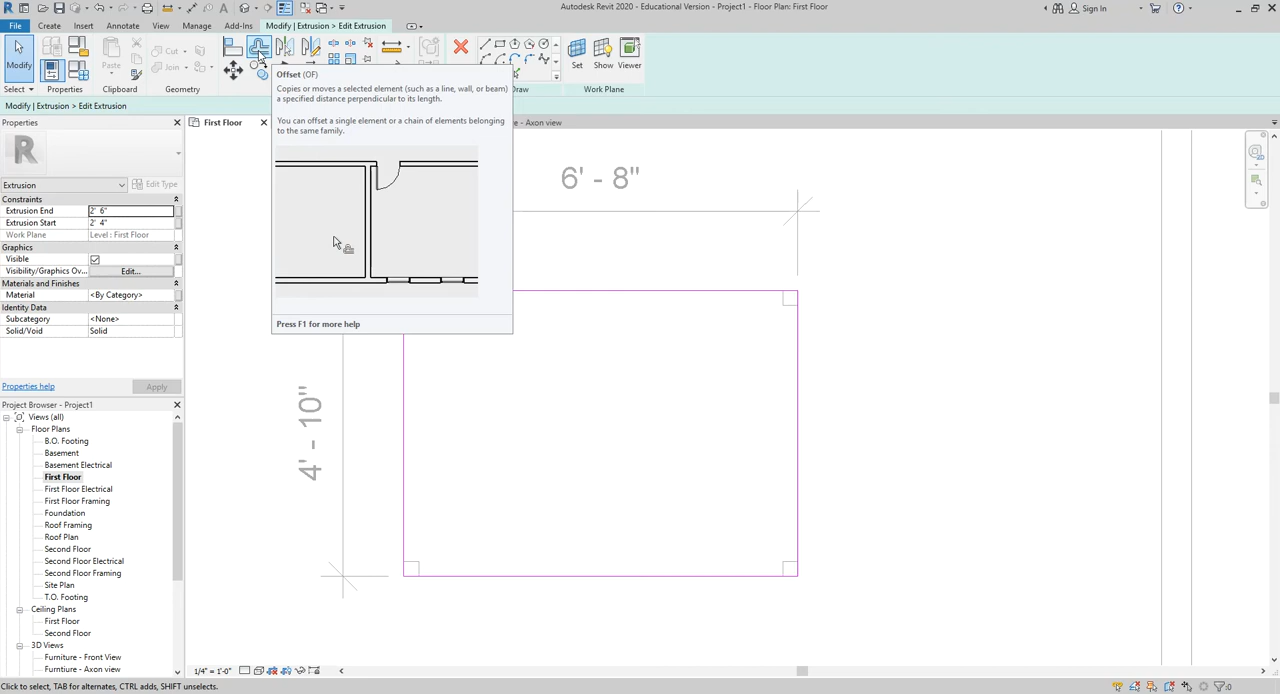 Autodesk Revit 2020 - Educational Version - Project1 - Floor Plan: First Floor
Sign In
File Create Insert Annotate View Manage Add-Ins Modify | Extrusion > Edit Extrusion
Modify
Paste
Cut
Join
Set Show Viewer
Select Properties Clipboard Geometry Draw Work Plane
Modify | Extrusion > Edit Extrusion
Offset (OF)
Copies or moves a selected element (such as a line, wall, or beam)
a specified distance perpendicular to its length.
You can offset a single element or a chain of elements belonging
to the same family.
Press F1 for more help
Properties
First Floor
- Axon view
R
Extrusion
Edit Type
Constraints
Extrusion End 2' 6"
Extrusion Start 2' 4"
Work Plane Level : First Floor
Graphics
Visible
Visibility/Graphics Ov... Edit...
Materials and Finishes
Material <By Category>
Identity Data
Subcategory <None>
Solid/Void Solid
Properties help Apply
6' - 8"
4' - 10"
Project Browser - Project1
Views (all)
Floor Plans
B.O. Footing
Basement
Basement Electrical
First Floor
First Floor Electrical
First Floor Framing
Foundation
Roof Framing
Roof Plan
Second Floor
Second Floor Electrical
Second Floor Framing
Site Plan
T.O. Footing
Ceiling Plans
First Floor
Second Floor
3D Views
Furniture - Front View
Furniture - Axon view
1/4" = 1'-0"
Click to select, TAB for alternates, CTRL adds, SHIFT unselects.
:0